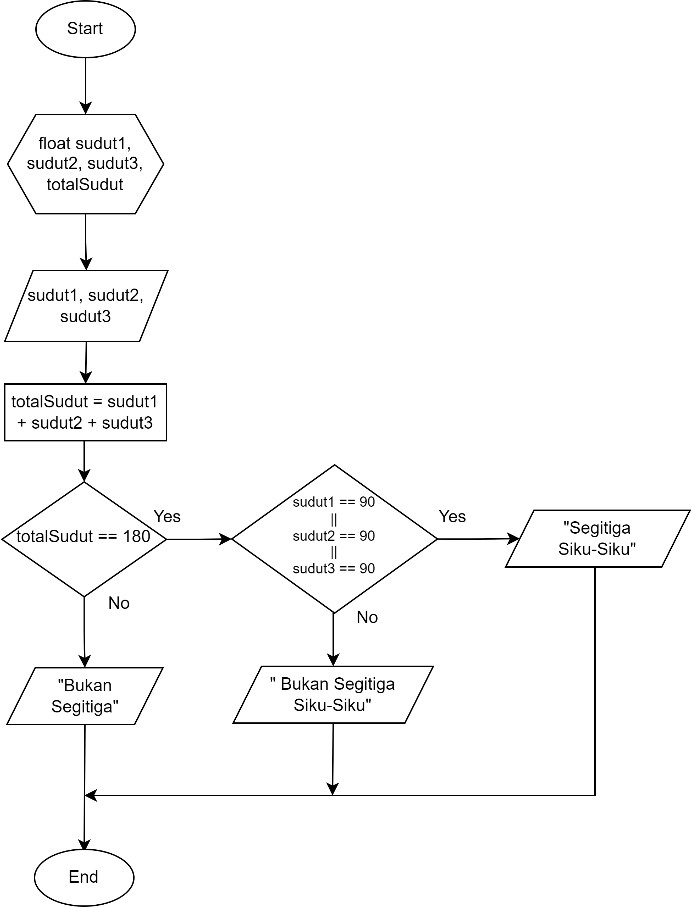 Start
float sudut1,
sudut2, sudut3,
totalSudut
sudut1, sudut2,
sudut3
totalSudut = sudut1
+ sudut2 + sudut3
totalSudut == 180
Yes
No
sudut1 == 90
||
sudut2 == 90
||
sudut3 == 90
Yes
No
"Segitiga
Siku-Siku"
"Bukan
Segitiga"
" Bukan Segitiga
Siku-Siku"
End